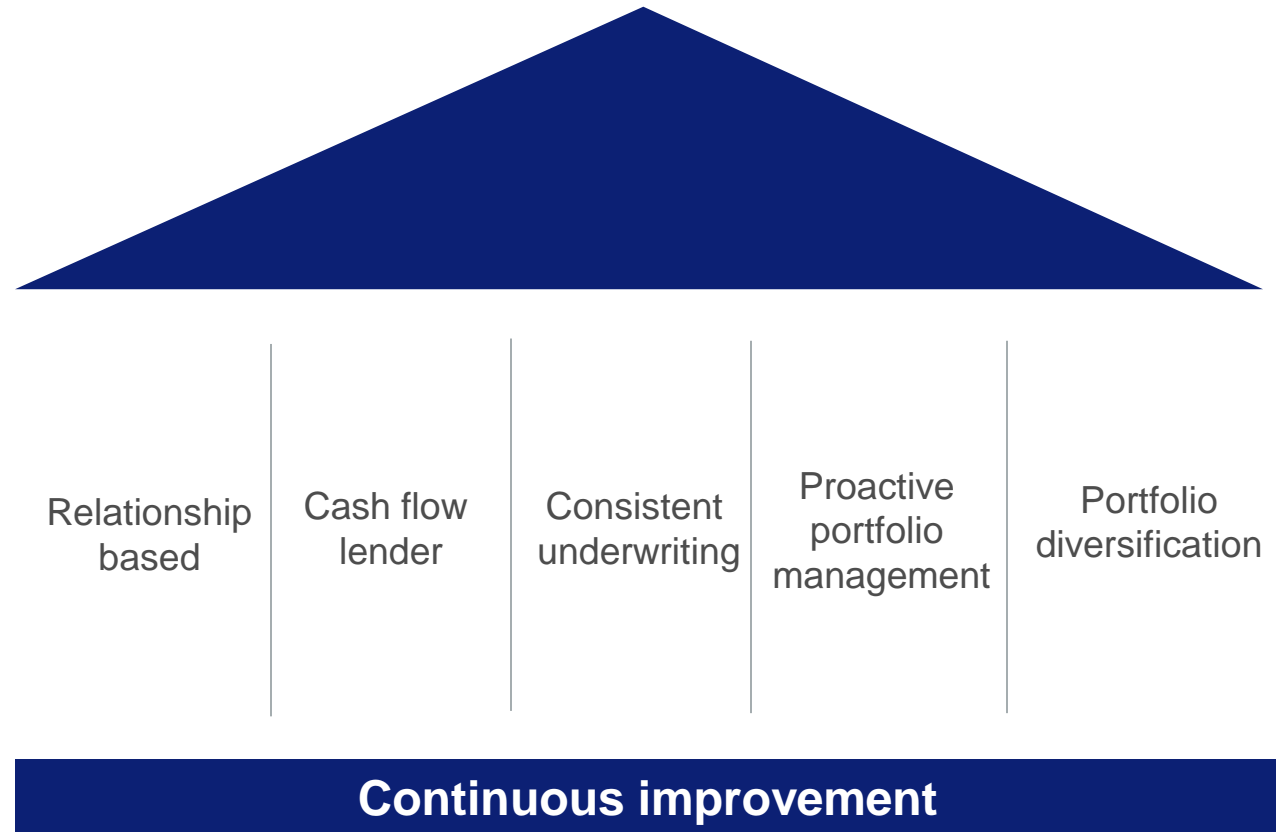 Relationship
based
Cash flow
lender
Consistent
underwriting
Proactive
portfolio
management
Portfolio
diversification
Continuous improvement